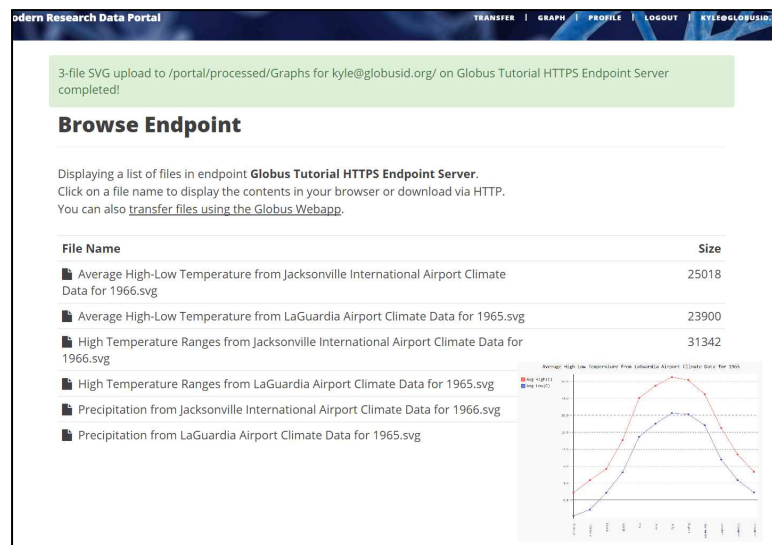 odern Research Data Portal
TRANSFER | GRAPH | PROFILE | LOGOUT | KYLE@GLOBUSID.
3-file SVG upload to /portal/processed/Graphs for kyle@globusid.org/ on Globus Tutorial HTTPS Endpoint Server
completed!
Browse Endpoint
Displaying a list of files in endpoint Globus Tutorial HTTPS Endpoint Server.
Click on a file name to display the contents in your browser or download via HTTP.
You can also transfer files using the Globus Webapp.
File Name Size
Average High-Low Temperature from Jacksonville International Airport Climate 25018
Data for 1966.svg
Average High-Low Temperature from LaGuardia Airport Climate Data for 1965.svg 23900
High Temperature Ranges from Jacksonville International Airport Climate Data for 31342
1966.svg
High Temperature Ranges from LaGuardia Airport Climate Data for 1965.svg
Precipitation from Jacksonville International Airport Climate Data for 1966.svg
Precipitation from LaGuardia Airport Climate Data for 1965.svg
Average High Low Temperature from LaGuardia Airport Climate Data for 1965
Avg High(C)
Avg Low(C)